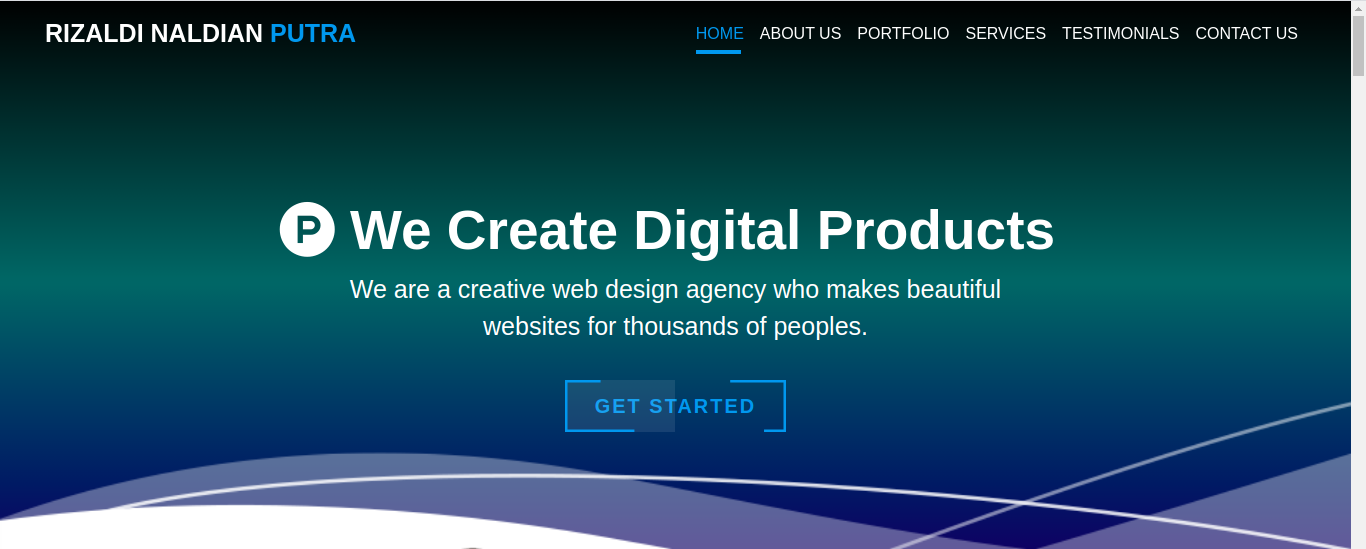 RIZALDI NALDIAN PUTRA
HOME ABOUT US PORTFOLIO SERVICES TESTIMONIALS CONTACT US
P We Create Digital Products
We are a creative web design agency who makes beautiful
websites for thousands of peoples.
GET STARTED